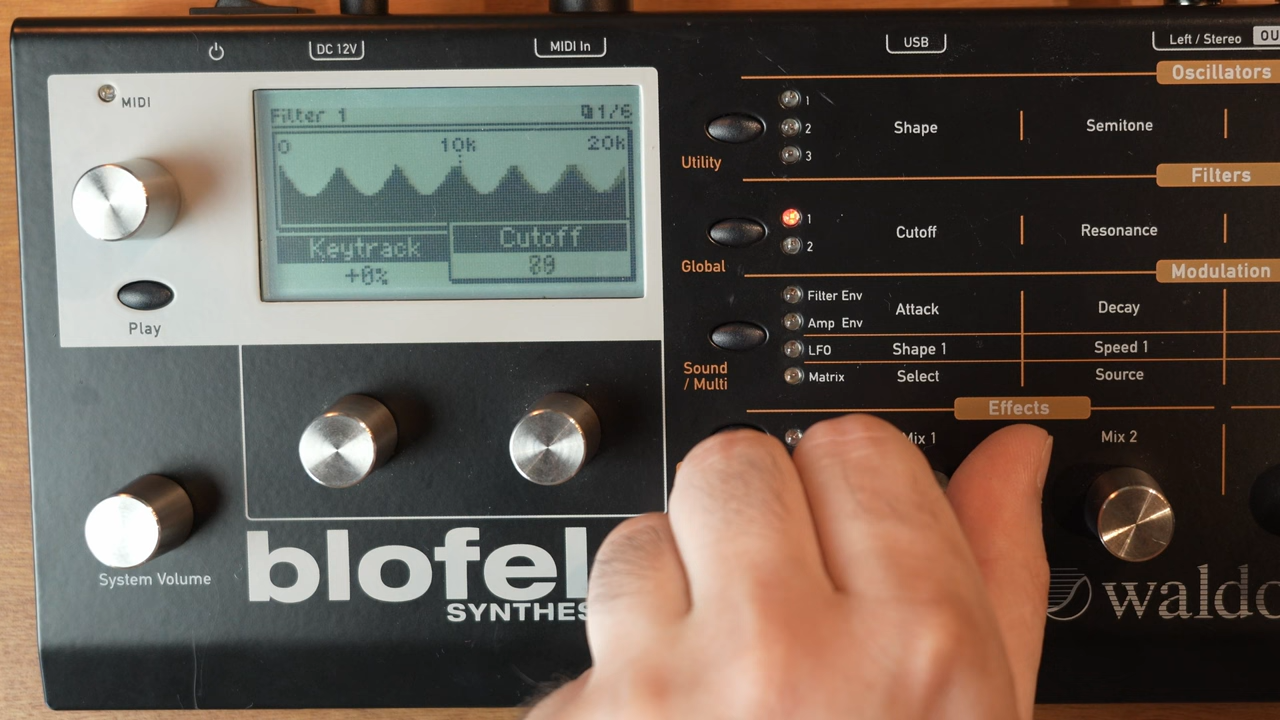 DC 12V
MIDI In
USB
Left / Stereo
OU
MIDI
Filter 1
1/6
0 10k 20k
Keytrack
Cutoff
+0%
Play
System Volume
blofel
SYNTHES
Oscillators
1
2
3
Shape
Semitone
Utility
Filters
1
2
Cutoff
Resonance
Global
Modulation
Filter Env
Amp Env
Attack
Decay
LFO
Shape 1
Speed 1
Matrix
Select
Source
Sound
/ Multi
Effects
Mix 1
Mix 2
waldo